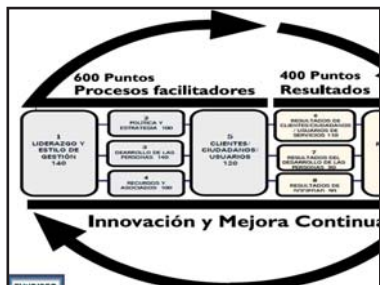 600 Puntos
Procesos facilitadores
400 Puntos
Resultados
1
LIDERAZGO Y
ESTILO DE
GESTIÓN
140
2
POLÍTICA Y
ESTRATEGIA 100
3
DESARROLLO DE LAS
PERSONAS 140
4
RECURSOS Y
ASOCIADOS 100
5
CLIENTES/
CIUDADANOS/
USUARIOS
120
6
RESULTADOS DE
CLIENTES/CIUDADANOS
/ USUARIOS DE
SERVICIOS 110
7
RESULTADOS DEL
DESARROLLO DE LAS
PERSONAS 90
8
RESULTADOS DE
Innovación y Mejora Continua